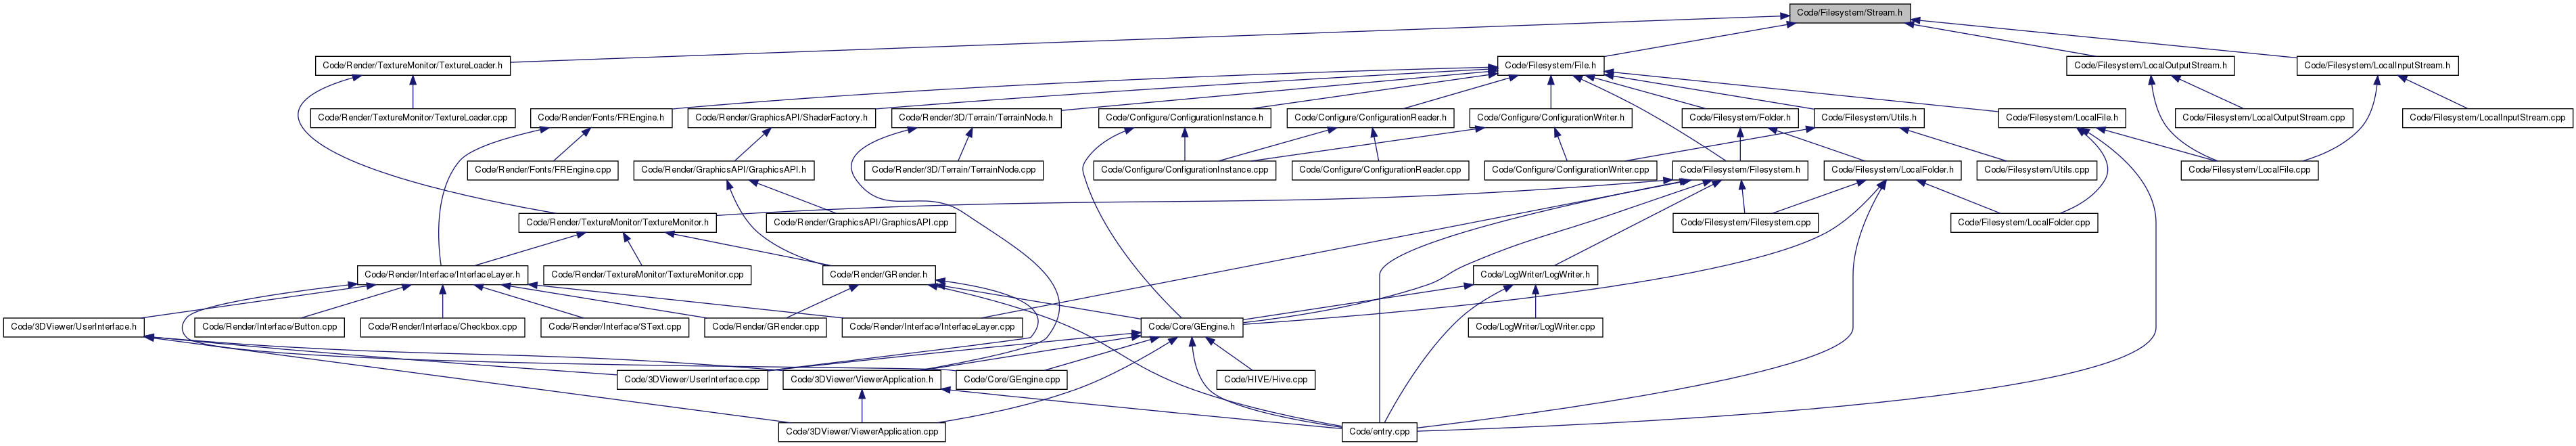 Code/Filesystem/Stream.h
Code/Render/TextureMonitor/TextureLoader.h
Code/Filesystem/File.h
Code/Filesystem/LocalOutputStream.h
Code/Filesystem/LocalInputStream.h
Code/Render/TextureMonitor/TextureLoader.cpp
Code/Render/Fonts/FREngine.h
Code/Render/GraphicsAPI/ShaderFactory.h
Code/Render/3D/Terrain/TerrainNode.h
Code/Configure/ConfigurationInstance.h
Code/Configure/ConfigurationReader.h
Code/Configure/ConfigurationWriter.h
Code/Filesystem/Folder.h
Code/Filesystem/Utils.h
Code/Filesystem/LocalFile.h
Code/Filesystem/LocalOutputStream.cpp
Code/Filesystem/LocalInputStream.cpp
Code/Render/Fonts/FREngine.cpp
Code/Render/GraphicsAPI/GraphicsAPI.h
Code/Render/3D/Terrain/TerrainNode.cpp
Code/Configure/ConfigurationInstance.cpp
Code/Configure/ConfigurationReader.cpp
Code/Configure/ConfigurationWriter.cpp
Code/Filesystem/Filesystem.h
Code/Filesystem/LocalFolder.h
Code/Filesystem/Utils.cpp
Code/Filesystem/LocalFile.cpp
Code/Render/TextureMonitor/TextureMonitor.h
Code/Render/GraphicsAPI/GraphicsAPI.cpp
Code/Filesystem/Filesystem.cpp
Code/Filesystem/LocalFolder.cpp
Code/Render/Interface/InterfaceLayer.h
Code/Render/TextureMonitor/TextureMonitor.cpp
Code/Render/GRender.h
Code/LogWriter/LogWriter.h
Code/3DViewer/UserInterface.h
Code/Render/Interface/Button.cpp
Code/Render/Interface/Checkbox.cpp
Code/Render/Interface/SText.cpp
Code/Render/GRender.cpp
Code/Render/Interface/InterfaceLayer.cpp
Code/Core/GEngine.h
Code/LogWriter/LogWriter.cpp
Code/3DViewer/UserInterface.cpp
Code/3DViewer/ViewerApplication.h
Code/Core/GEngine.cpp
Code/HIVE/Hive.cpp
Code/3DViewer/ViewerApplication.cpp
Code/entry.cpp